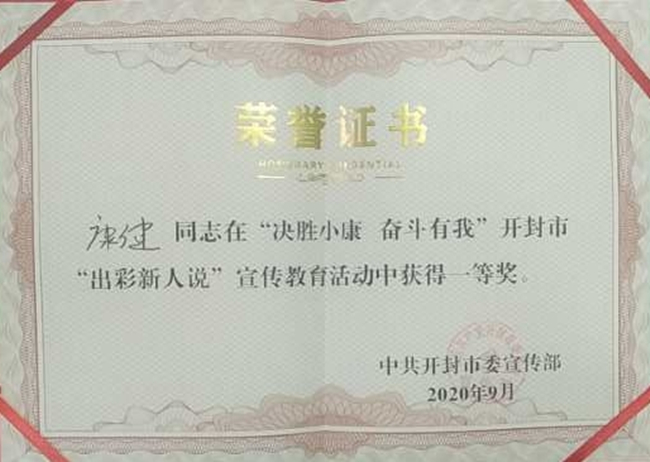 荣誉证书
HONORARY CREDENTIAL
康健 同志在“决胜小康 奋斗有我”开封市
“出彩新人说”宣传教育活动中获得一等奖。
中共开封市委宣传部
2020年9月